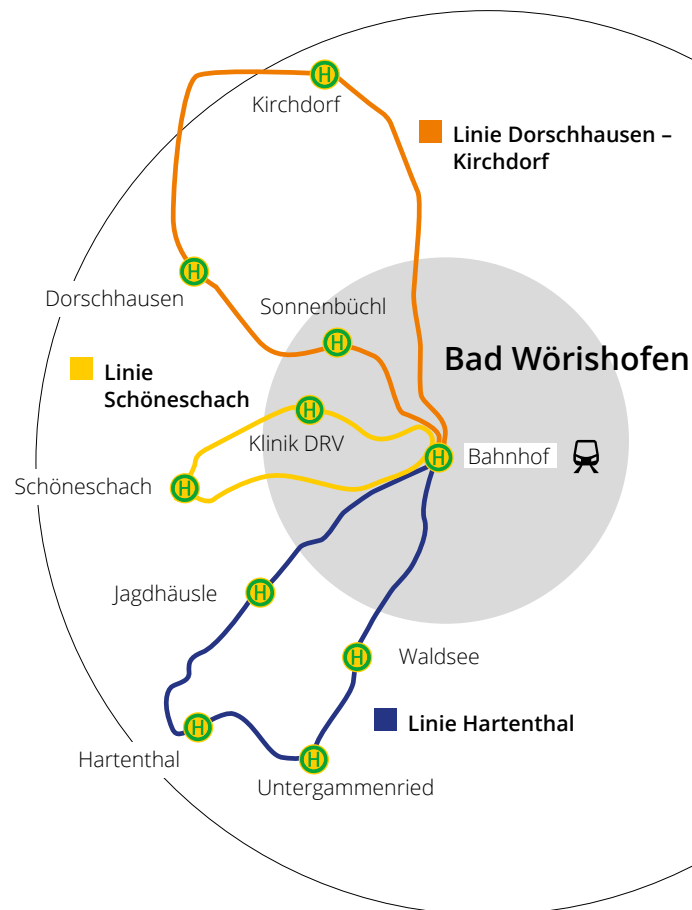 H
Kirchdorf
Linie Dorschhausen –
Kirchdorf
H
Dorschhausen
Sonnenbüchl
H
Bad Wörishofen
Linie
Schöneschach
H
Klinik DRV
H
Bahnhof
Schöneschach
H
Jagdhäusle
H
Waldsee
H
Linie Hartenthal
H
Hartenthal
H
Untergammenried